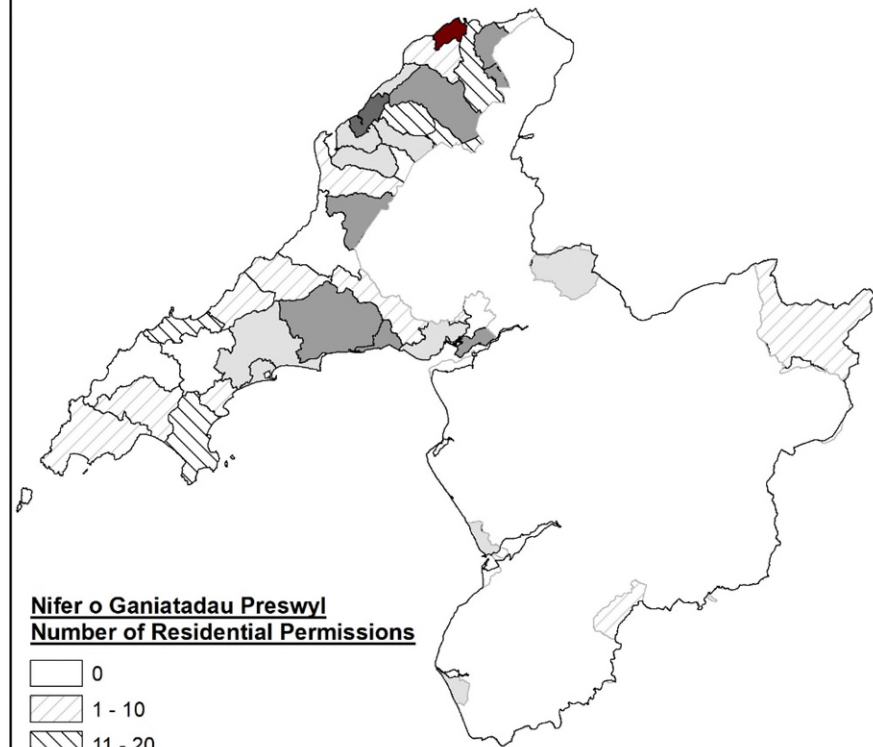 Nifer o Ganiatadau Preswyl
Number of Residential Permissions
0
1 - 10
11 - 20